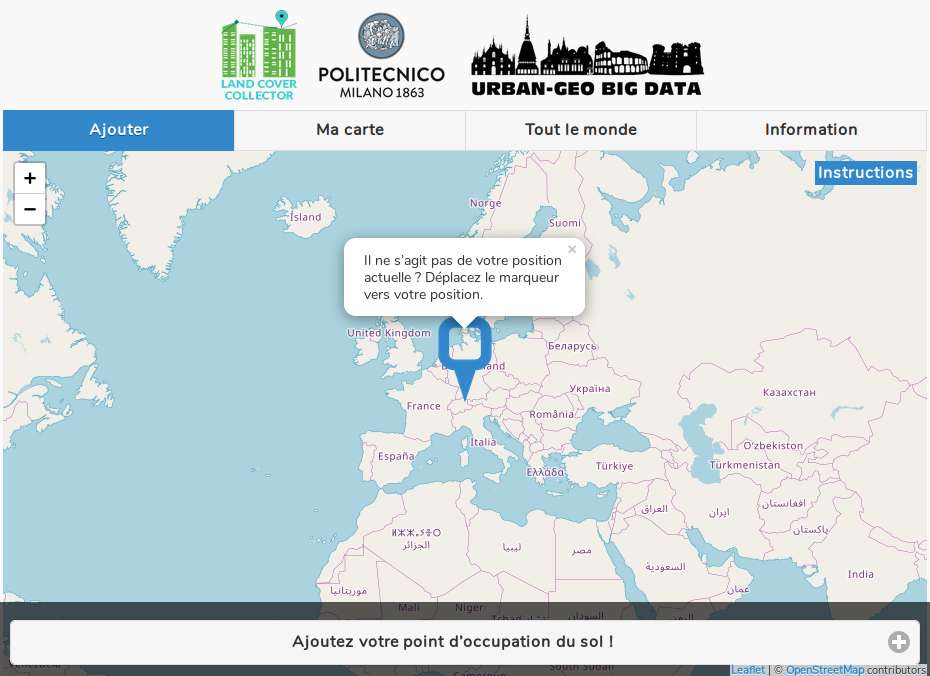 LAND COVER
COLLECTOR
POLITECNICO
MILANO 1863
URBAN-GEO BIG DATA
Ajouter
Ma carte
Tout le monde
Information
+
−
Instructions
Ísland
Norge
Suomi
Il ne s'agit pas de votre position
actuelle ? Déplacez le marqueur
vers votre position.
×
United Kingdom
Беларусь
Україна
Казахстан
France
România
Italia
España
Ελλάδα
Türkiye
Oʻzbekiston
Türkmenistan
افغانستان
ایران
العراق
پاکستان
ⵍⵣⵣⴰⵢⴻⵔ
الجزائر
ليبيا
مصر
السعودية
India
عمان
موريتانيا
Mali
Niger
السودان
اليمن
Ajoutez votre point d'occupation du sol !
South Sudan
Leaflet | © OpenStreetMap contributors